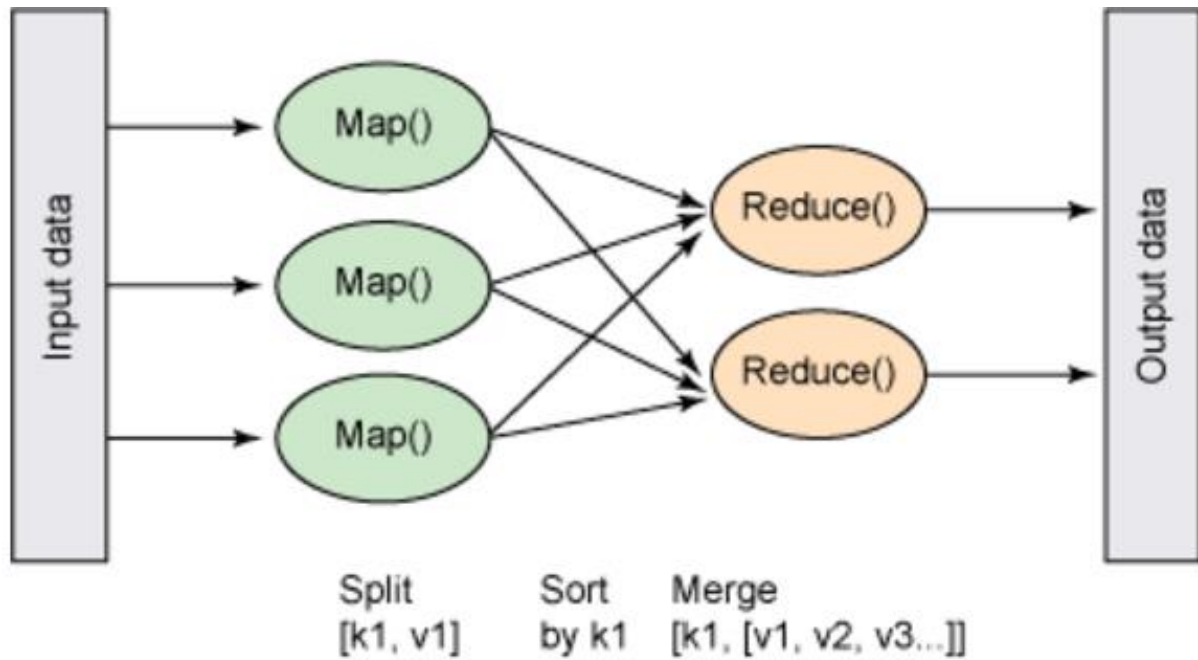 Input data
Map()
Map()
Map()
Reduce()
Reduce()
Output data
Split
[k1, v1]
Sort
by k1
Merge
[k1, [v1, v2, v3...]]